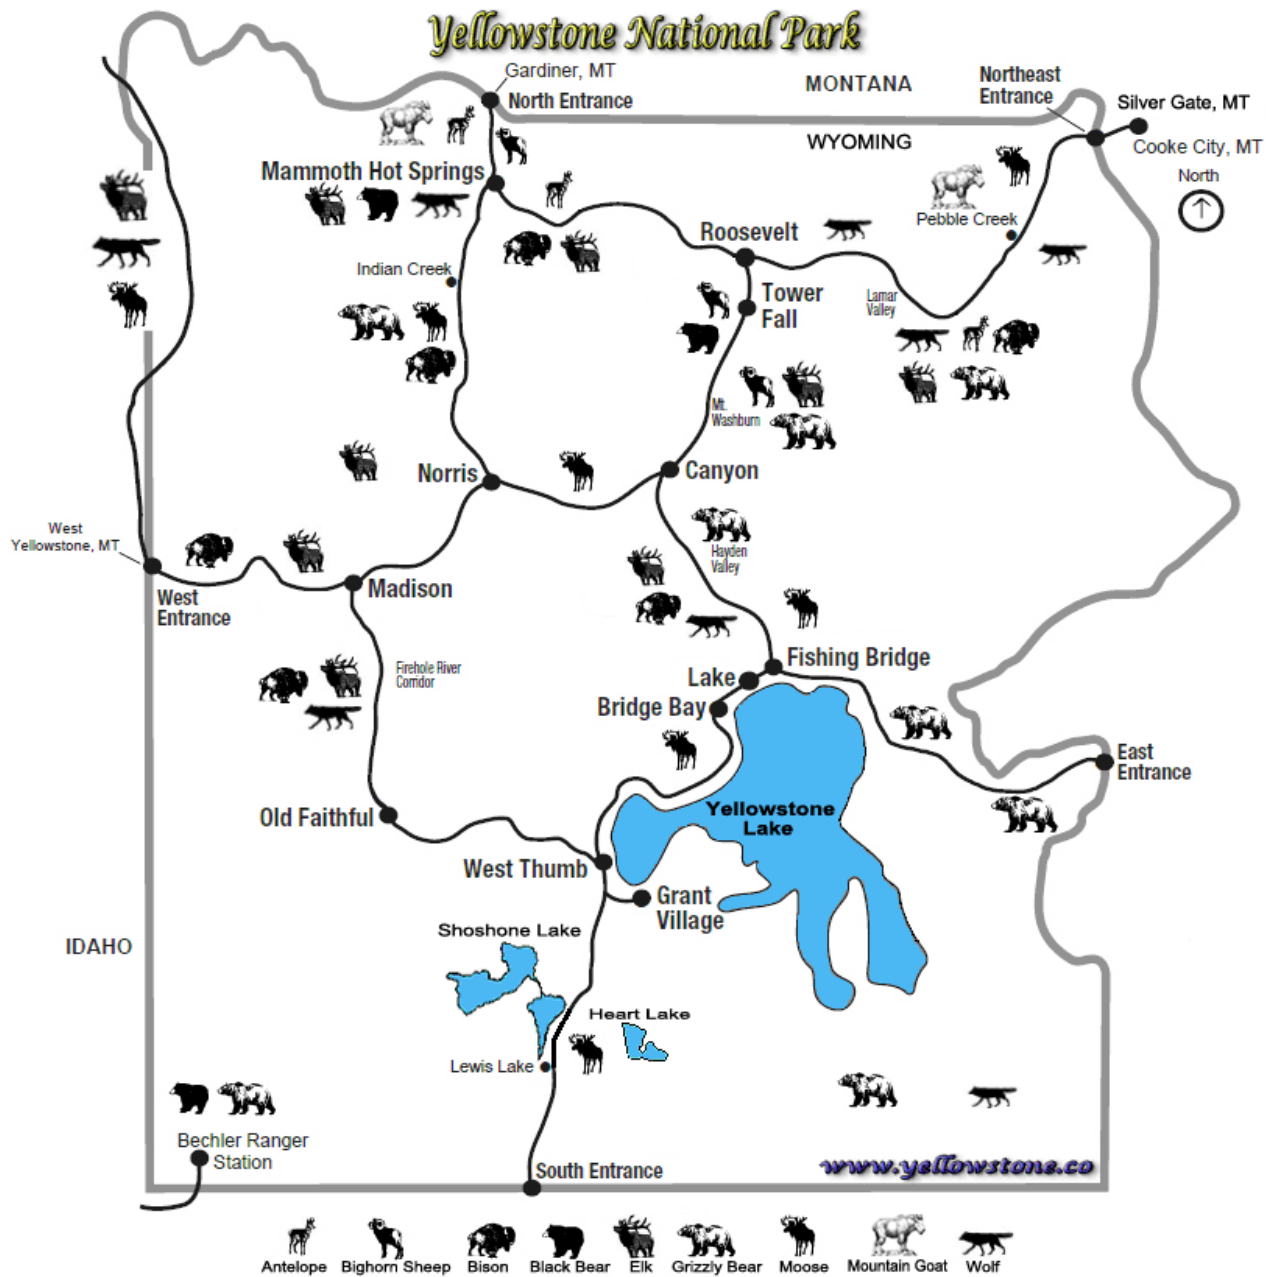 Yellowstone National Park
Gardiner, MT
North Entrance
MONTANA
Northeast
Entrance
Silver Gate, MT
WYOMING
Cooke City, MT
North
Mammoth Hot Springs
Pebble Creek
Roosevelt
Indian Creek
Tower
Fall
Lamar
Valley
Mt.
Washburn
Norris
Canyon
West
Yellowstone, MT
Hayden
Valley
West
Entrance
Madison
Fishing Bridge
Firehole River
Corridor
Lake
Bridge Bay
East
Entrance
Old Faithful
Yellowstone
Lake
West Thumb
Grant
Village
Shoshone Lake
IDAHO
Heart Lake
Lewis Lake
Bechler Ranger
Station
South Entrance
www.yellowstone.co
Antelope Bighorn Sheep Bison Black Bear Elk Grizzly Bear Moose Mountain Goat Wolf